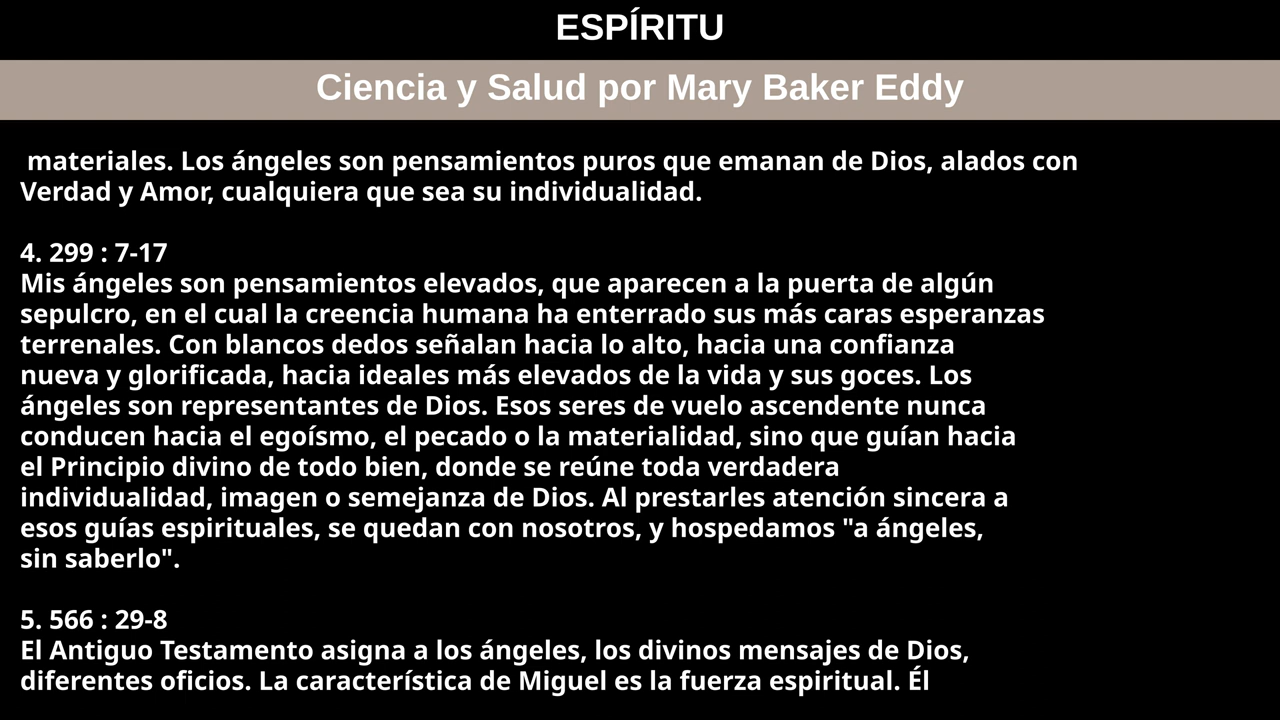 ESPÍRITU
Ciencia y Salud por Mary Baker Eddy
materiales. Los ángeles son pensamientos puros que emanan de Dios, alados con
Verdad y Amor, cualquiera que sea su individualidad.
4. 299 : 7-17
Mis ángeles son pensamientos elevados, que aparecen a la puerta de algún
sepulcro, en el cual la creencia humana ha enterrado sus más caras esperanzas
terrenales. Con blancos dedos señalan hacia lo alto, hacia una confianza
nueva y glorificada, hacia ideales más elevados de la vida y sus goces. Los
ángeles son representantes de Dios. Esos seres de vuelo ascendente nunca
conducen hacia el egoísmo, el pecado o la materialidad, sino que guían hacia
el Principio divino de todo bien, donde se reúne toda verdadera
individualidad, imagen o semejanza de Dios. Al prestarles atención sincera a
esos guías espirituales, se quedan con nosotros, y hospedamos "a ángeles,
sin saberlo".
5. 566 : 29-8
El Antiguo Testamento asigna a los ángeles, los divinos mensajes de Dios,
diferentes oficios. La característica de Miguel es la fuerza espiritual. Él